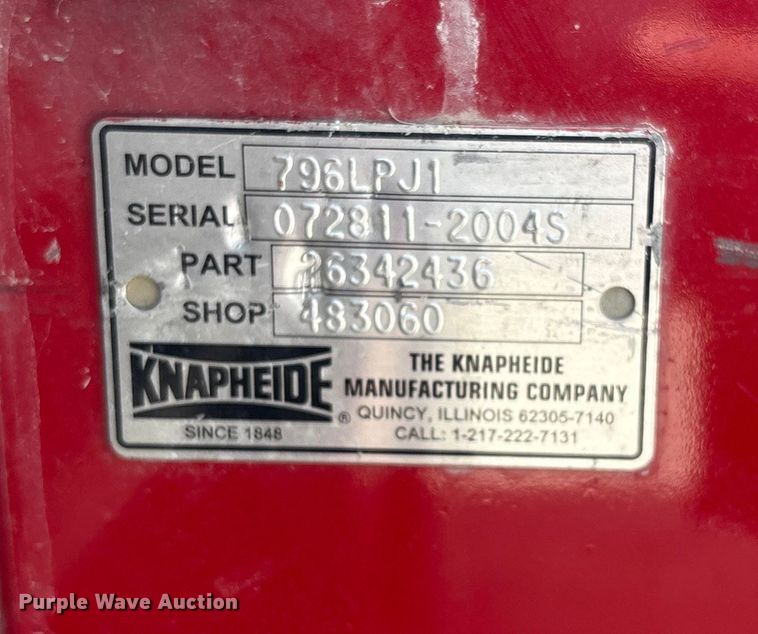 MODEL 796LPJ1
SERIAL 072811-2004S
PART 26342436
SHOP 483060
KNAPHEIDE ®
SINCE 1848
THE KNAPHEIDE
MANUFACTURING COMPANY
QUINCY, ILLINOIS 62305-7140
CALL: 1-217-222-7131
Purple Wave Auction